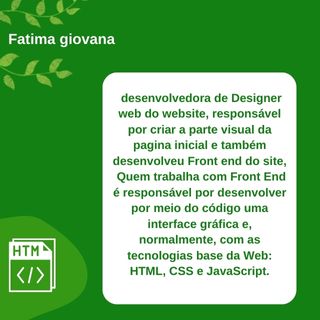 Fatima giovana
desenvolvedora de Designer
web do website, responsável
por criar a parte visual da
pagina inicial e também
desenvolveu Front end do site,
Quem trabalha com Front End
é responsável por desenvolver
por meio do código uma
interface gráfica e,
normalmente, com as
tecnologias base da Web:
HTML, CSS e JavaScript.
HTM
</>